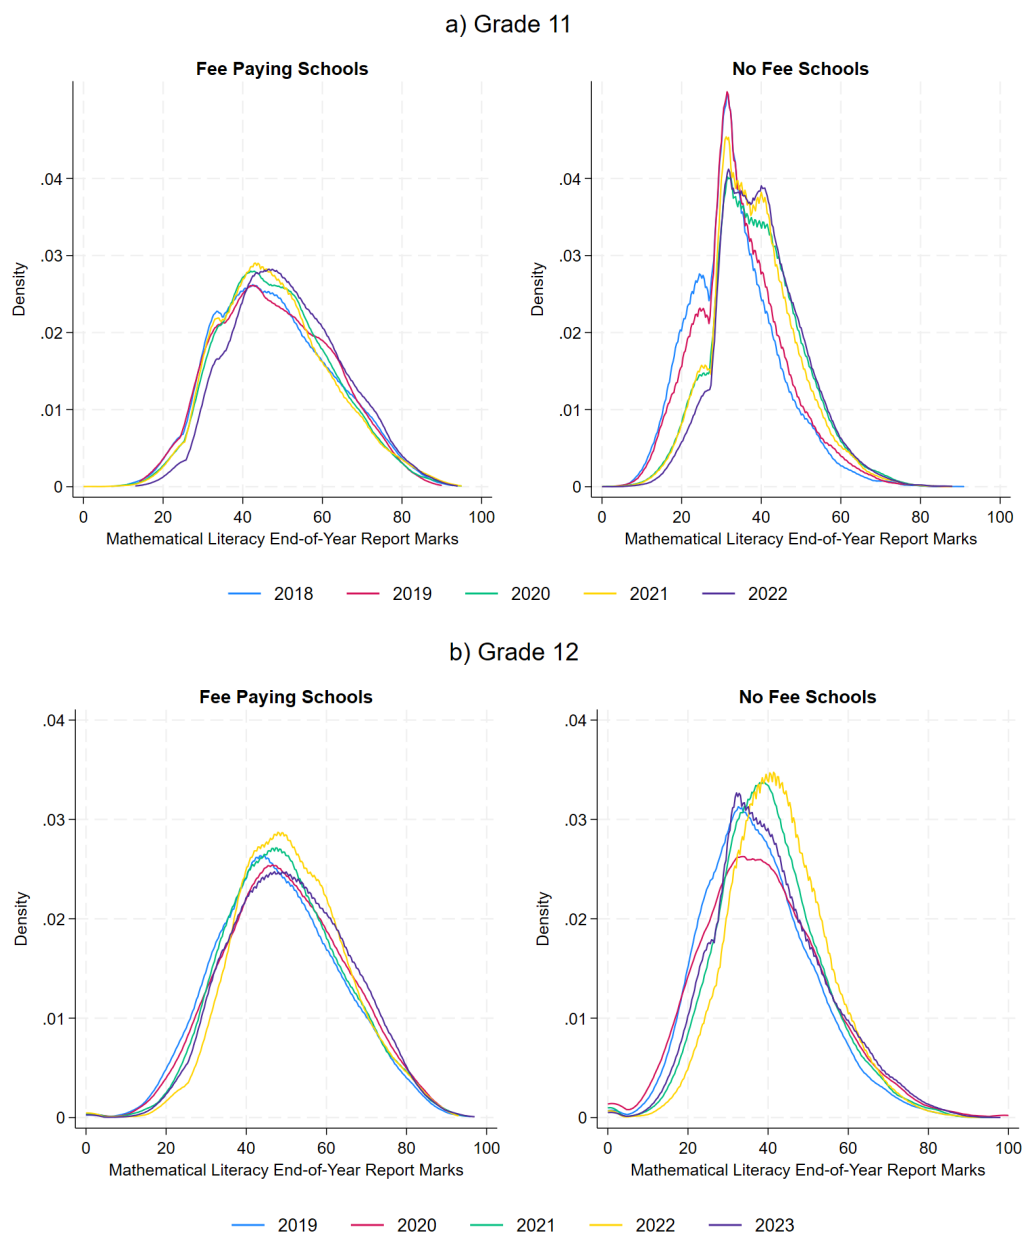 a) Grade 11
Fee Paying Schools
No Fee Schools
Density
.04
.03
.02
.01
0
0 20 40 60 80 100
Mathematical Literacy End-of-Year Report Marks
Density
.04
.03
.02
.01
0
0 20 40 60 80 100
Mathematical Literacy End-of-Year Report Marks
2018 2019 2020 2021 2022
b) Grade 12
Fee Paying Schools
No Fee Schools
Density
.04
.03
.02
.01
0
0 20 40 60 80 100
Mathematical Literacy End-of-Year Report Marks
Density
.04
.03
.02
.01
0
0 20 40 60 80 100
Mathematical Literacy End-of-Year Report Marks
2019 2020 2021 2022 2023